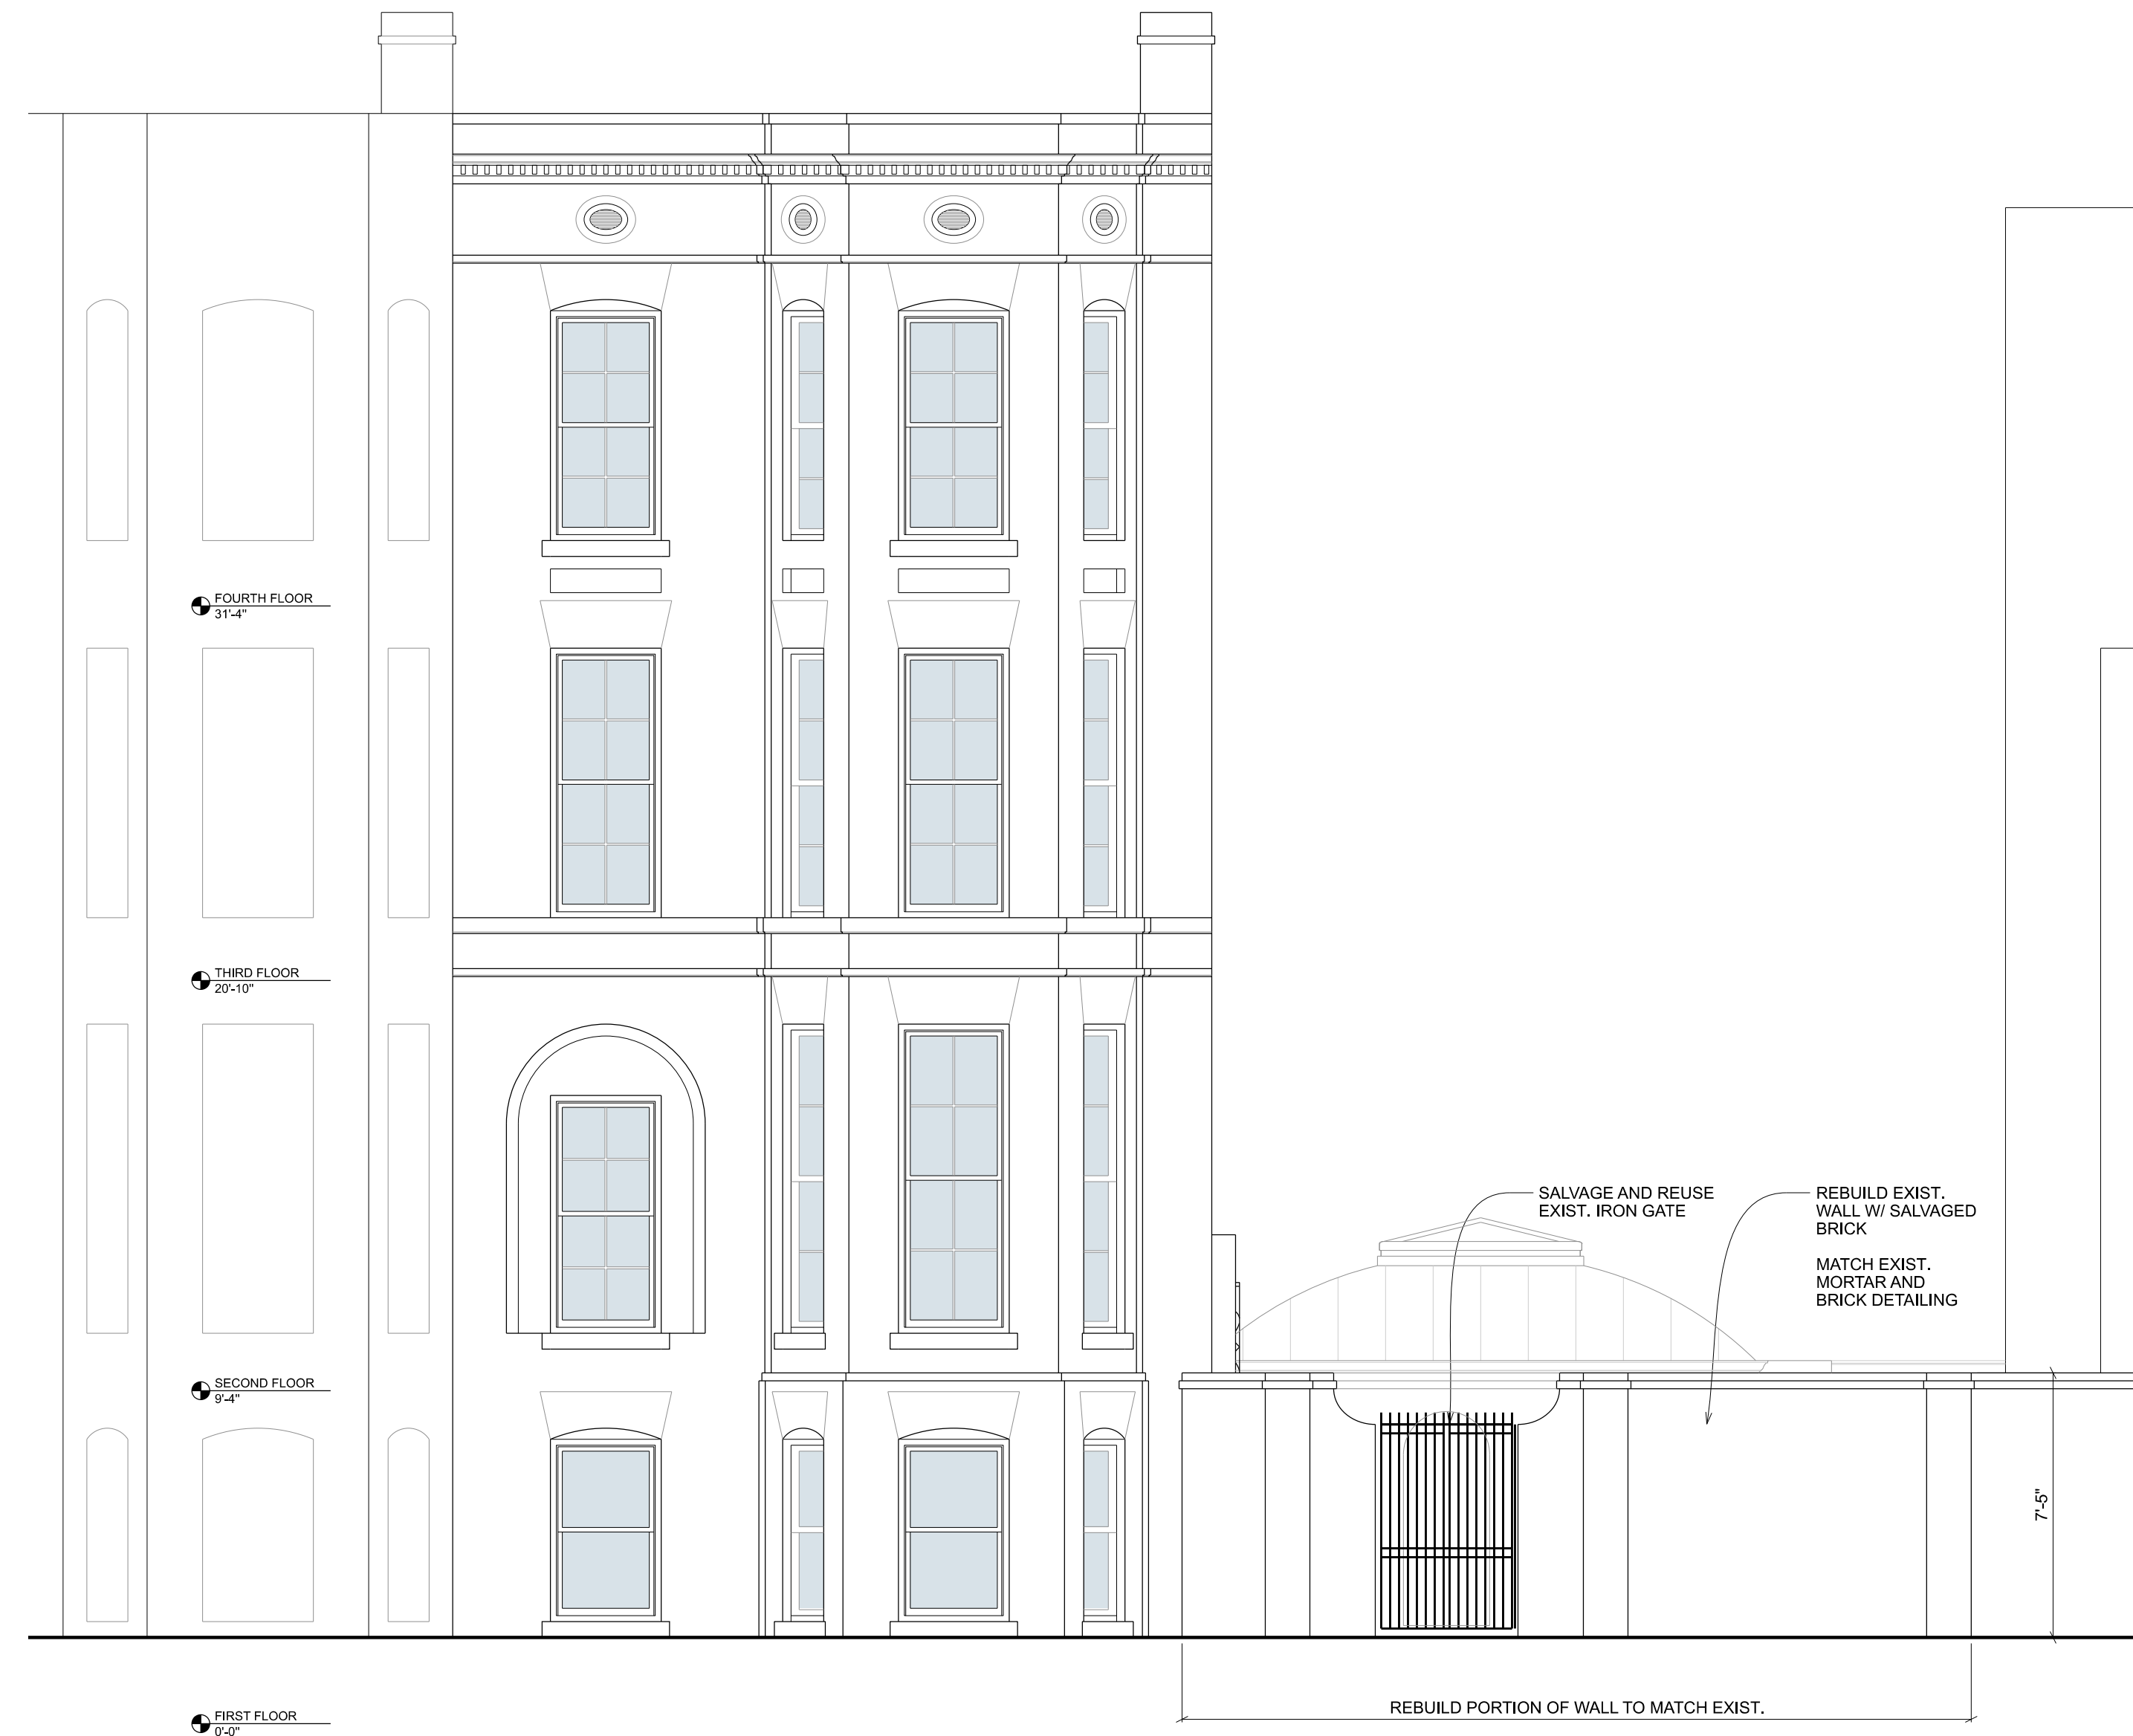 FOURTH FLOOR
31'-4"
THIRD FLOOR
20'-10"
SALVAGE AND REUSE
EXIST. IRON GATE
REBUILD EXIST.
WALL W/ SALVAGED
BRICK
MATCH EXIST.
MORTAR AND
BRICK DETAILING
SECOND FLOOR
9'-4"
7'-5"
REBUILD PORTION OF WALL TO MATCH EXIST.
FIRST FLOOR
0'-0"